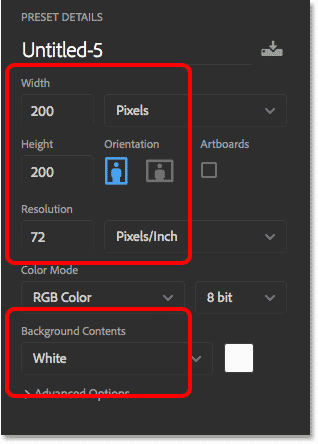 PRESET DETAILS
Untitled-5
Width
200 Pixels
Height Orientation Artboards
200
Resolution
72 Pixels/Inch
Color Mode
RGB Color 8 bit
Background Contents
White
Advanced Options